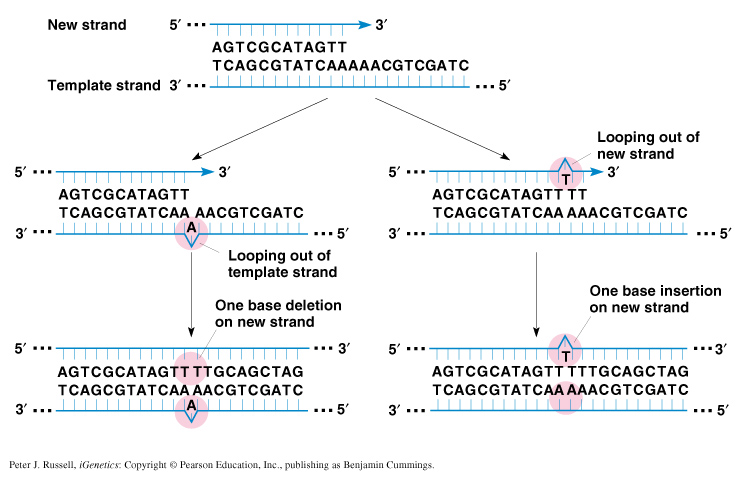 New strand 5′ ••• 3′
AGTCGCATAGTT
TCAGCGTATCAAAAACGTCGATC
Template strand 3′ ••• ••• 5′
5′ ••• 3′
AGTCGCATAGTT
TCAGCGTATCAA AACGTCGATC
A
3′ ••• ••• 5′
Looping out of
template strand
Looping out of
new strand
5′ ••• 3′
T
AGTCGCATAGTT TT
TCAGCGTATCAA AAACGTCGATC
3′ ••• ••• 5′
One base deletion
on new strand
5′ ••• ••• 3′
AGTCGCATAGTT TTGCAGCTAG
TCAGCGTATCAA AACGTCGATC
A
3′ ••• ••• 5′
One base insertion
on new strand
5′ ••• •••3′
T
AGTCGCATAGTT TTTGCAGCTAG
TCAGCGTATCAAAAACGTCGATC
3′ ••• ••• 5′
Peter J. Russell, iGenetics: Copyright © Pearson Education, Inc., publishing as Benjamin Cummings.